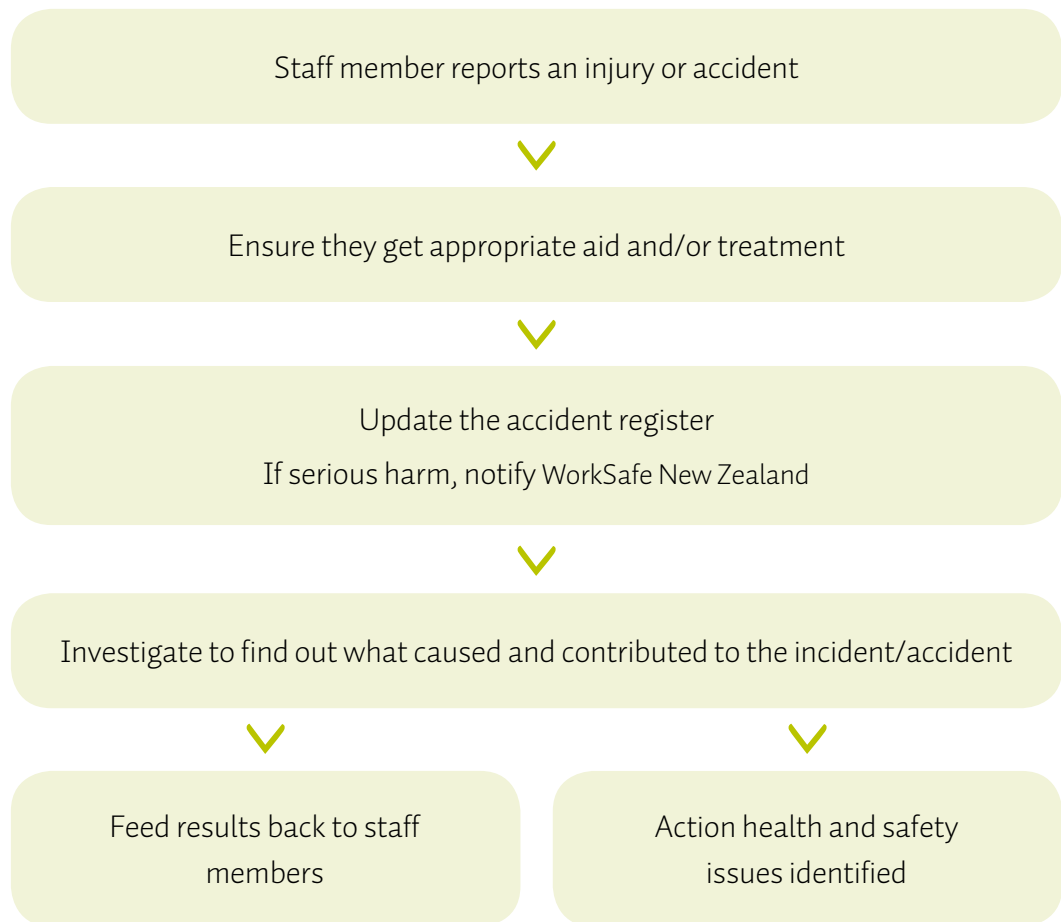 Staff member reports an injury or accident
Ensure they get appropriate aid and/or treatment
Update the accident register
If serious harm, notify WorkSafe New Zealand
Investigate to find out what caused and contributed to the incident/accident
Feed results back to staff
members
Action health and safety
issues identified